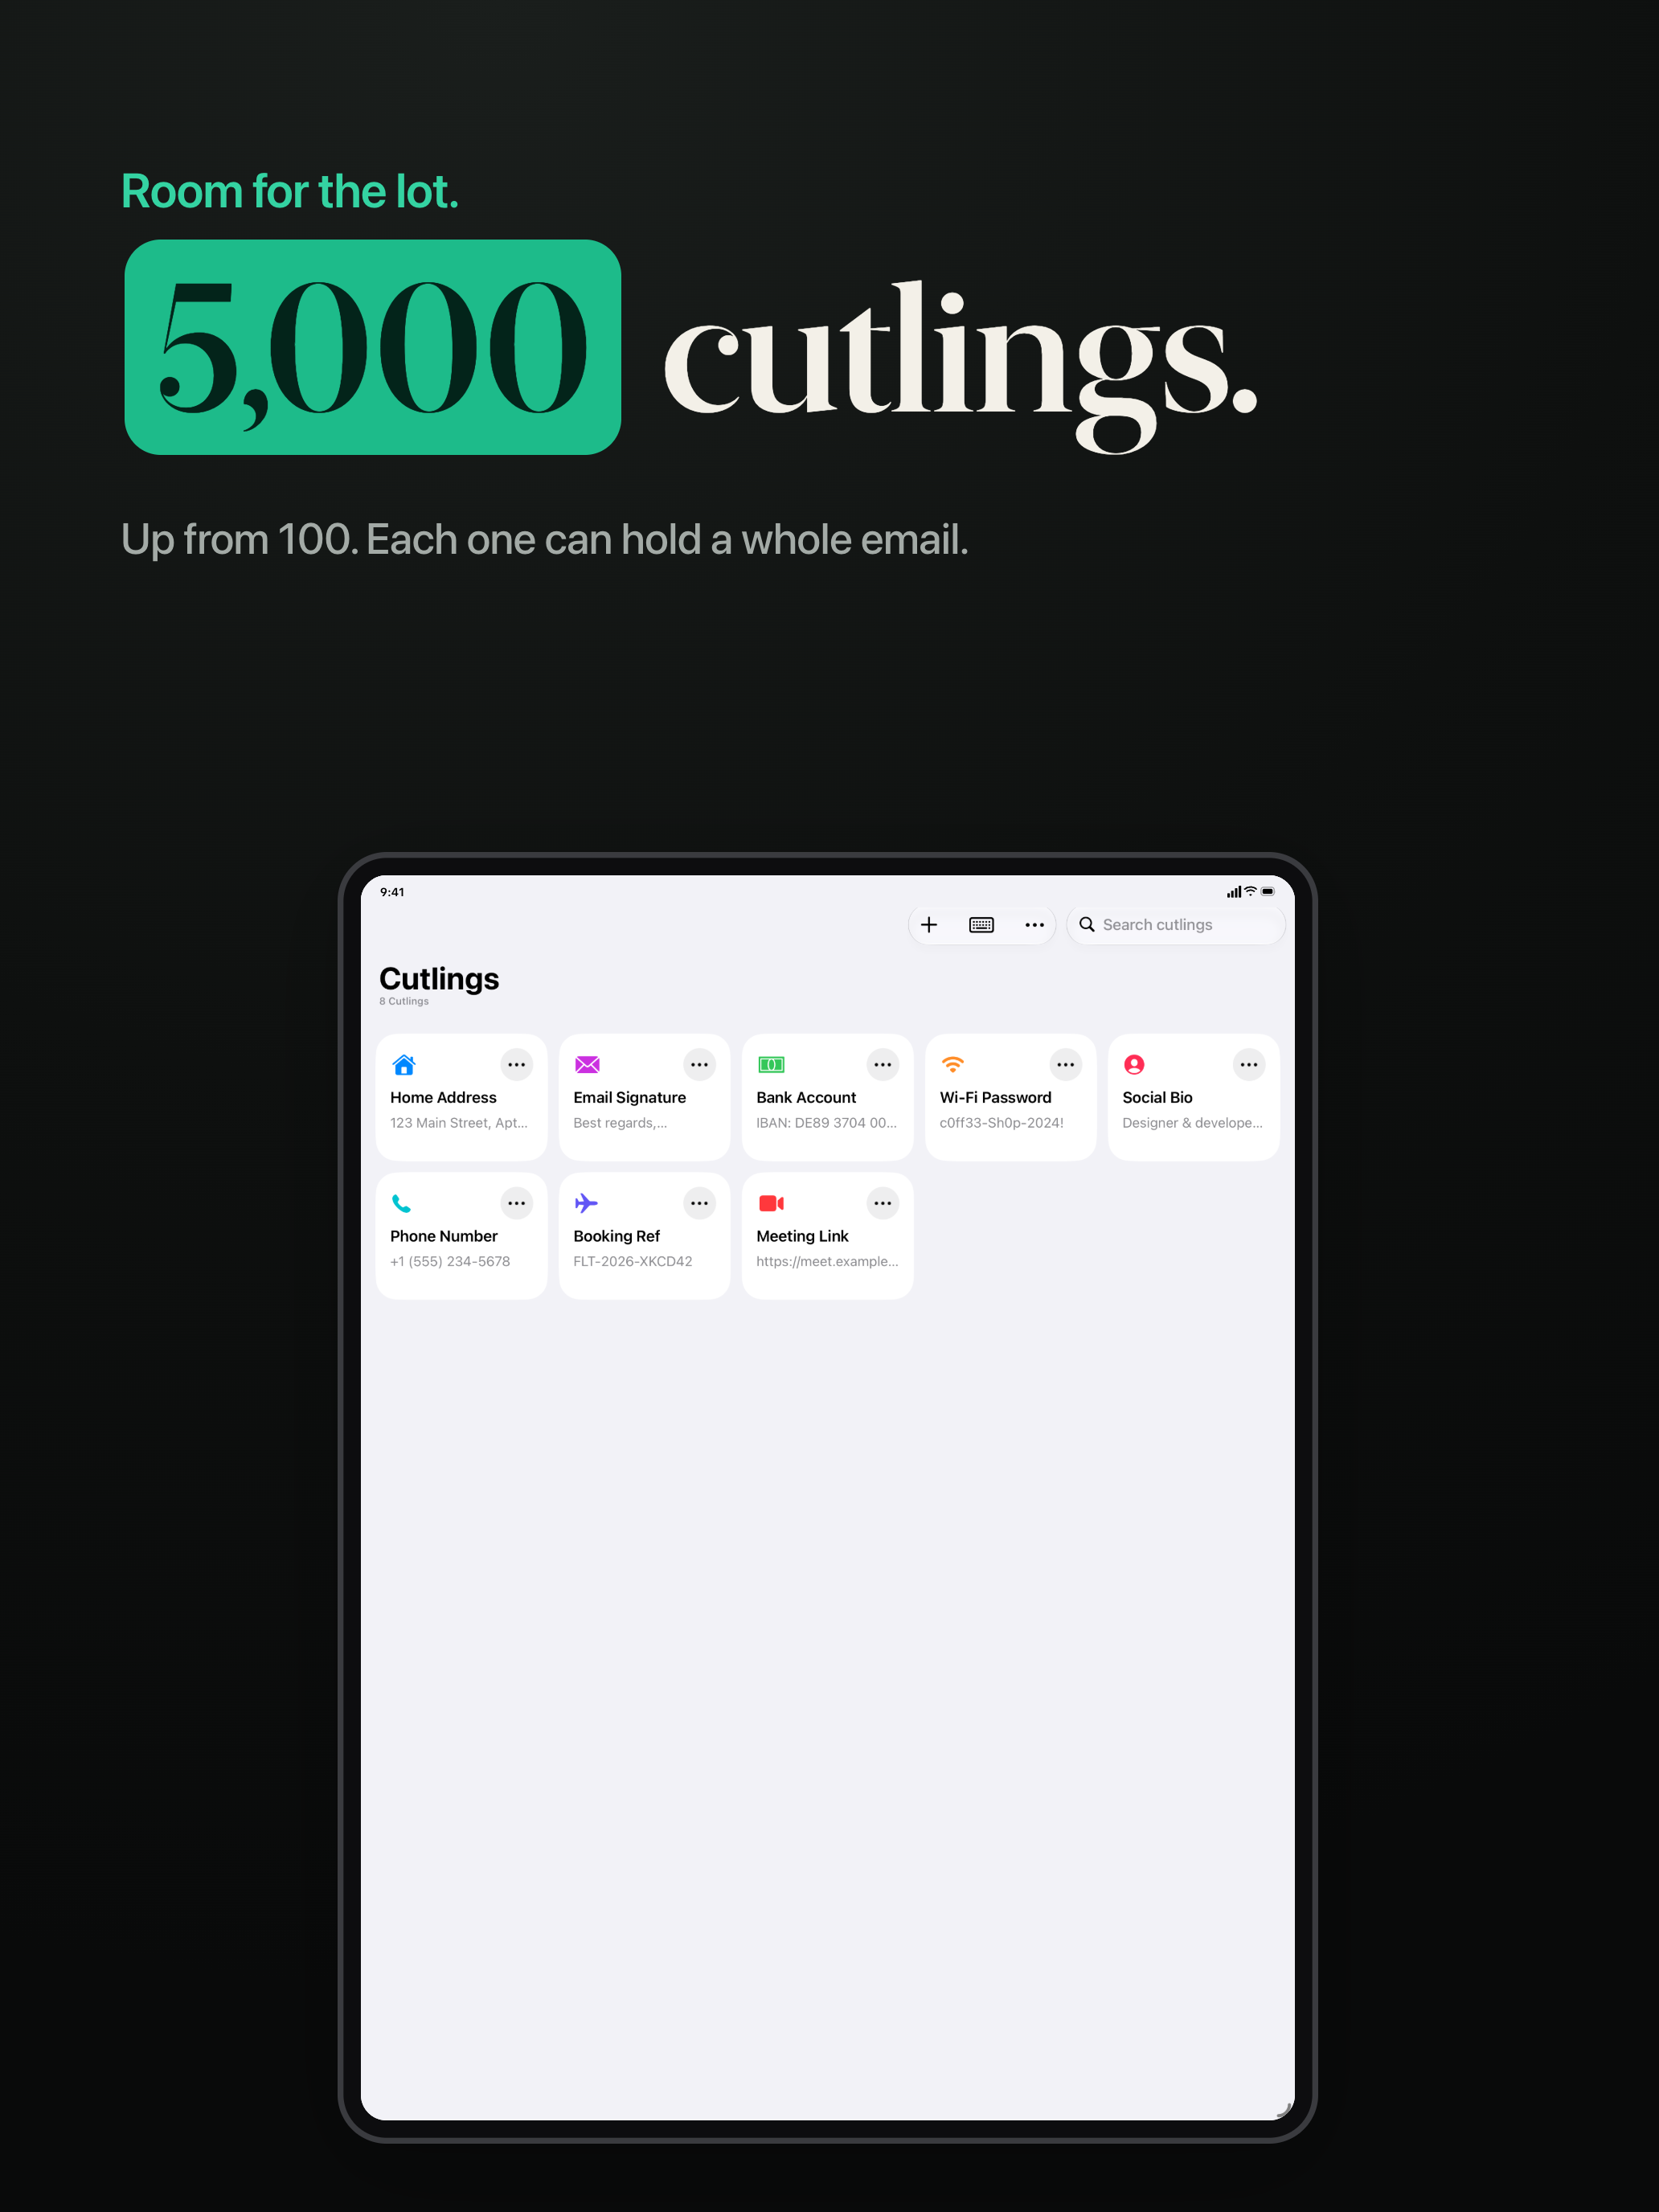 Room for the lot.
5,000 cutlings.
Up from 100. Each one can hold a whole email.
9:41
Search cutlings
Cutlings
8 Cutlings
Home Address
123 Main Street, Apt...
Email Signature
Best regards,...
Bank Account
IBAN: DE89 3704 00...
Wi-Fi Password
c0ff33-Sh0p-2024!
Social Bio
Designer & develope...
Phone Number
+1 (555) 234-5678
Booking Ref
FLT-2026-XKCD42
Meeting Link
https://meet.example...